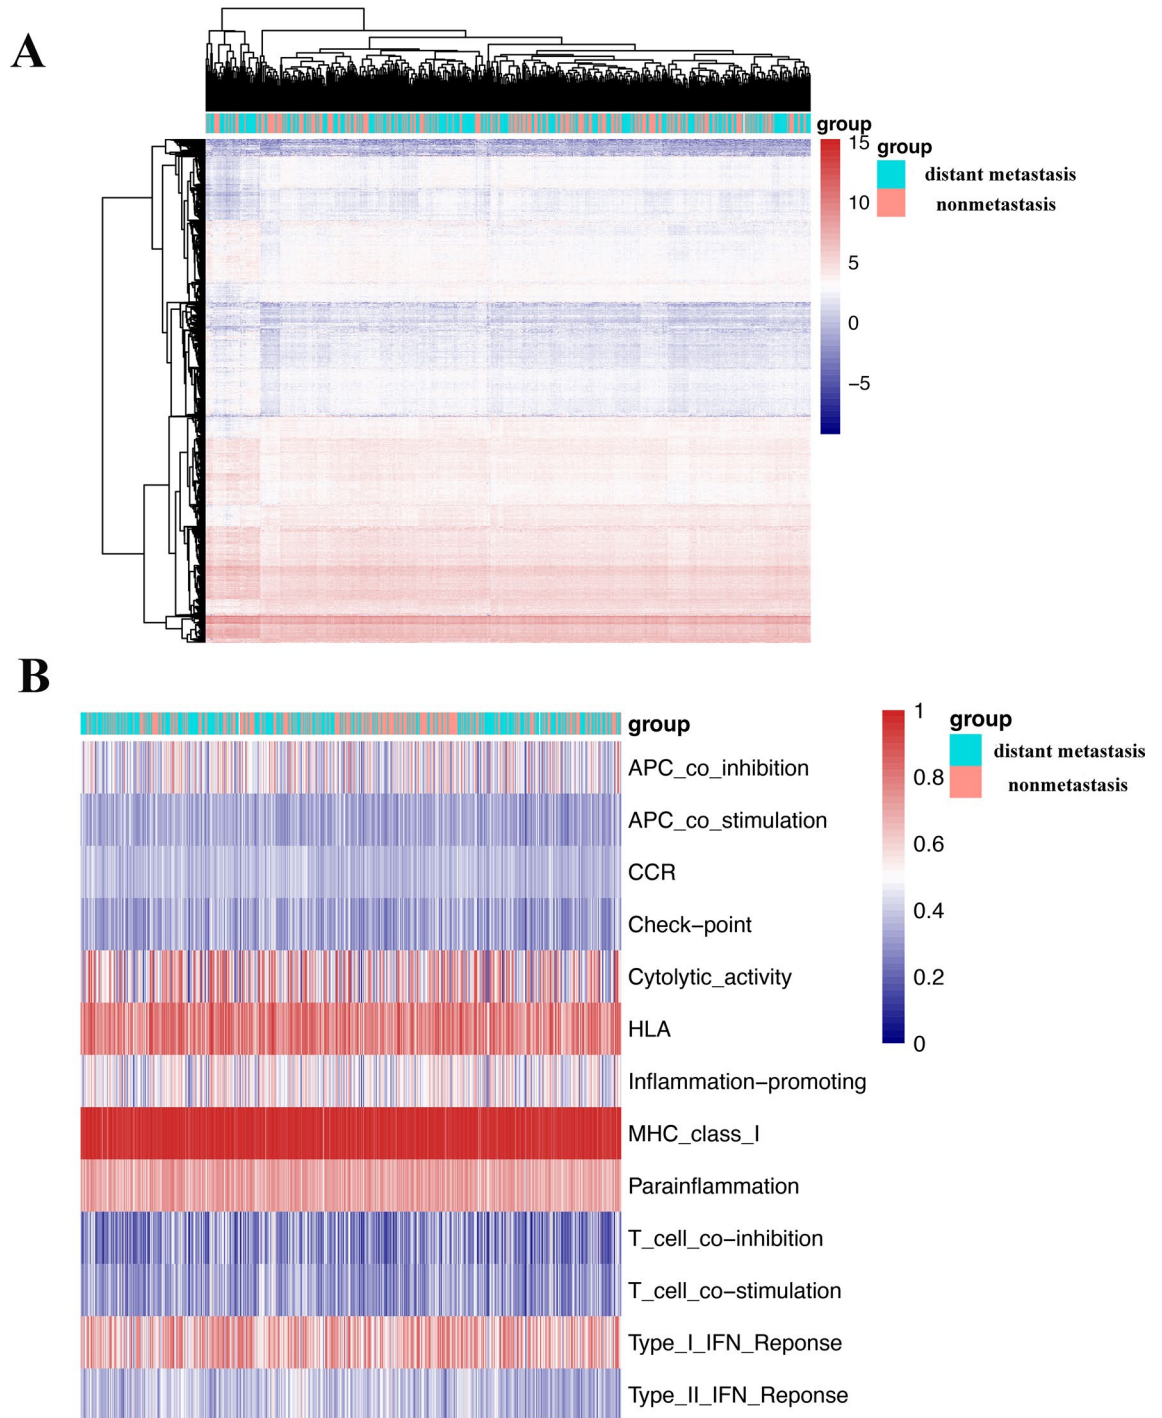 A
group
15
10
5
0
−5
group
distant metastasis
nonmetastasis
B
group
APC_co_inhibition
APC_co_stimulation
CCR
Check−point
Cytolytic_activity
HLA
Inflammation−promoting
MHC_class_I
Parainflammation
T_cell_co−inhibition
T_cell_co−stimulation
Type_I_IFN_Reponse
Type_II_IFN_Reponse
1
0.8
0.6
0.4
0.2
0
group
distant metastasis
nonmetastasis